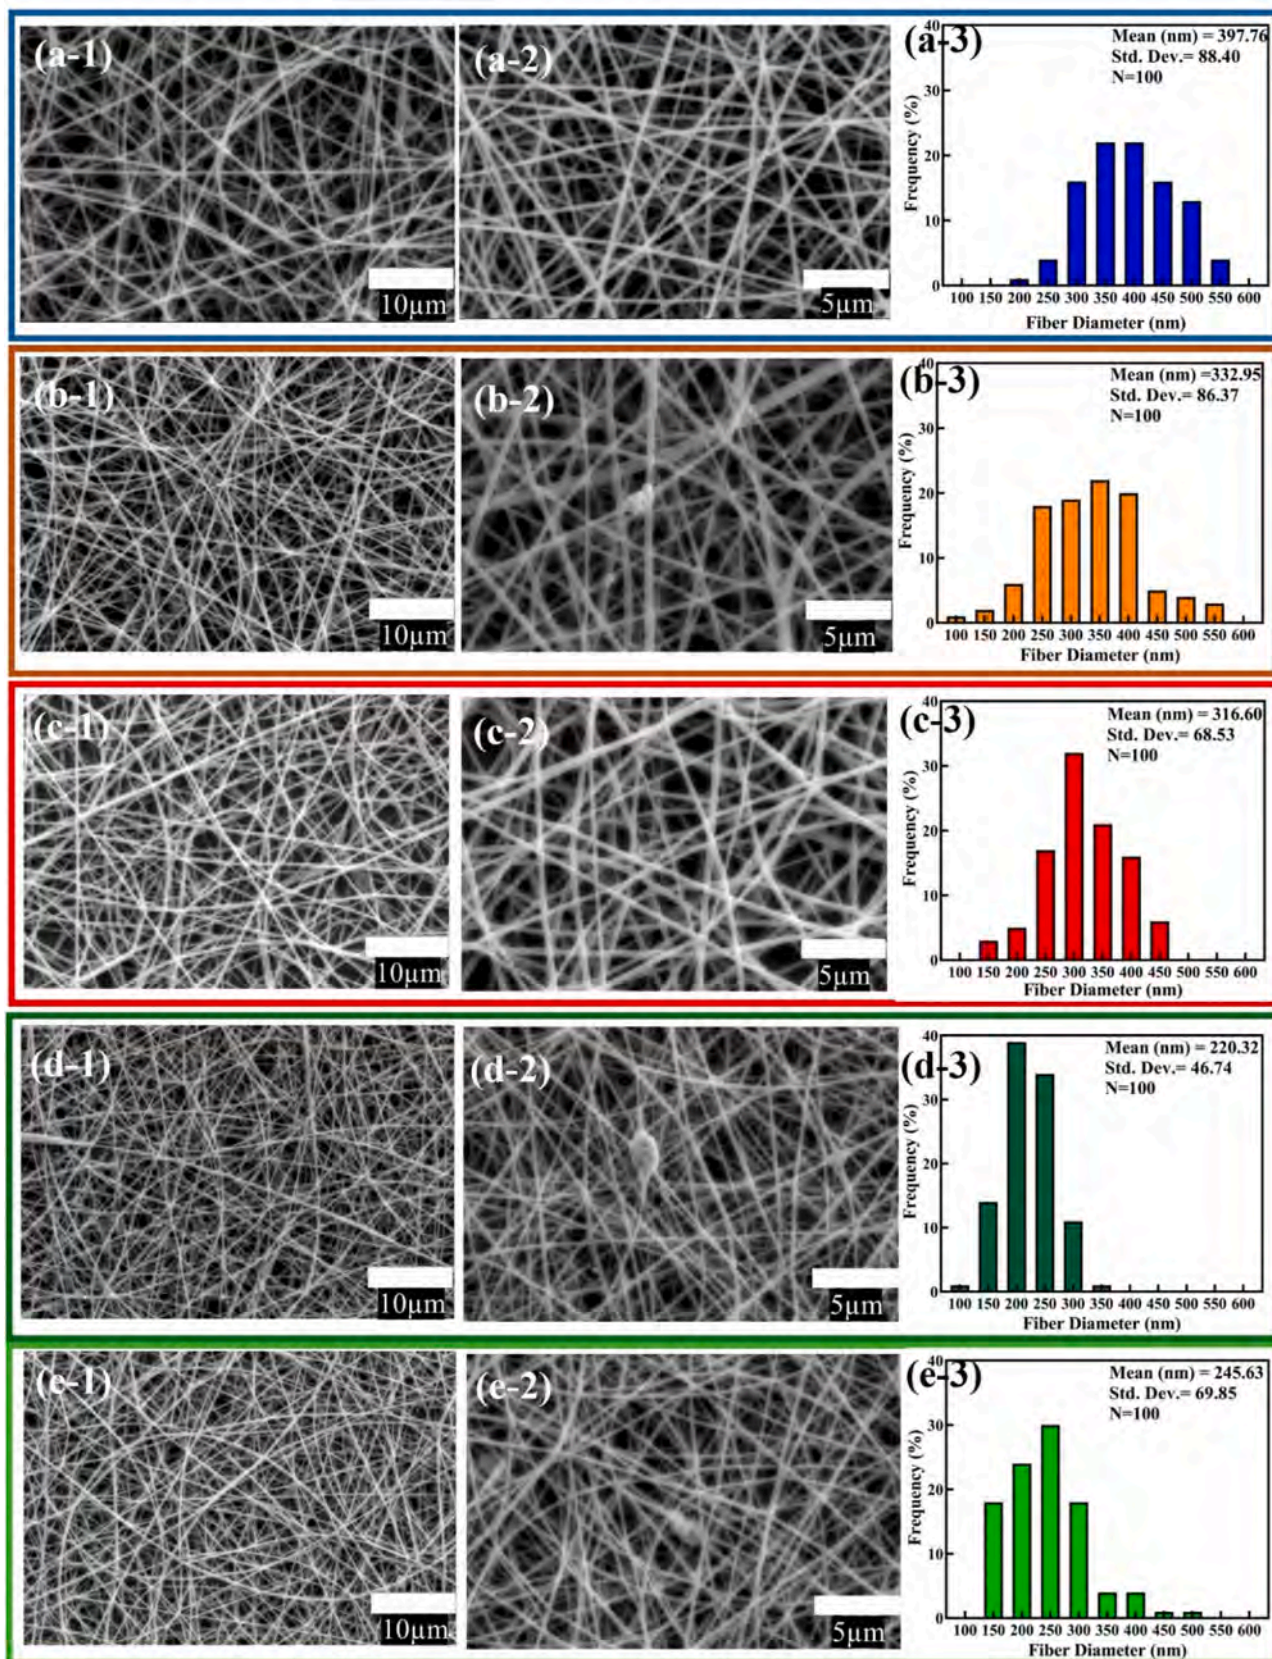 (a-1)
(a-2)
(a-3)
Mean (nm) = 397.76
Std. Dev.= 88.40
N=100
40
30
20
10
0
Frequency (%)
100 150 200 250 300 350 400 450 500 550 600
Fiber Diameter (nm)
10µm
5µm
(b-1)
(b-2)
(b-3)
Mean (nm) =332.95
Std. Dev.= 86.37
N=100
40
30
20
10
0
Frequency (%)
100 150 200 250 300 350 400 450 500 550 600
Fiber Diameter (nm)
10µm
5µm
(c-1)
(c-2)
(c-3)
Mean (nm) = 316.60
Std. Dev.= 68.53
N=100
40
30
20
10
0
Frequency (%)
100 150 200 250 300 350 400 450 500 550 600
Fiber Diameter (nm)
10µm
5µm
(d-1)
(d-2)
(d-3)
Mean (nm) = 220.32
Std. Dev.= 46.74
N=100
40
30
20
10
0
Frequency (%)
100 150 200 250 300 350 400 450 500 550 600
Fiber Diameter (nm)
10µm
5µm
(e-1)
(e-2)
(e-3)
Mean (nm) = 245.63
Std. Dev.= 69.85
N=100
40
30
20
10
0
Frequency (%)
100 150 200 250 300 350 400 450 500 550 600
Fiber Diameter (nm)
10µm
5µm